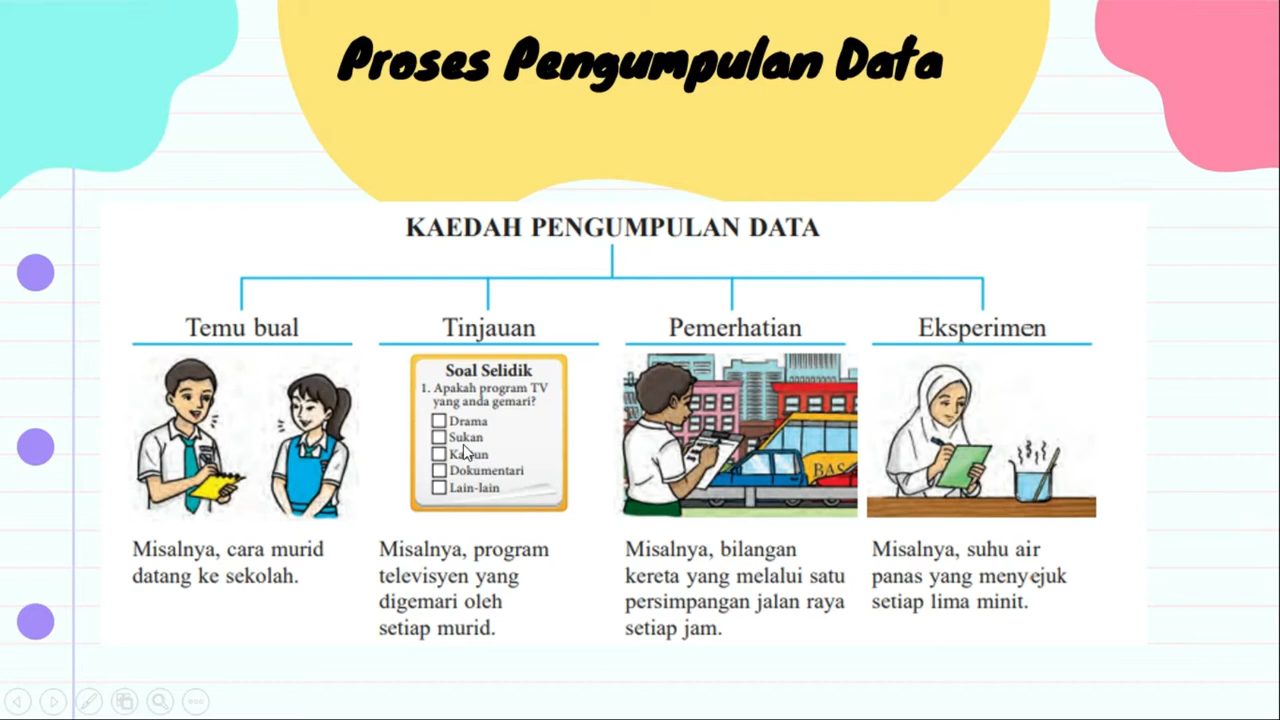 Proses Pengumpulan Data
KAEDAH PENGUMPULAN DATA
Temu bual
Misalnya, cara murid
datang ke sekolah.
Tinjauan
Soal Selidik
1. Apakah program TV
yang anda gemari?
Drama
Sukan
Dokumentari
Lain-lain
Misalnya, program
televisyen yang
digemari oleh
setiap murid.
Pemerhatian
BAS
Misalnya, bilangan
kereta yang melalui satu
persimpangan jalan raya
setiap jam.
Eksperimen
Misalnya, suhu air
panas yang menyejuk
setiap lima minit.